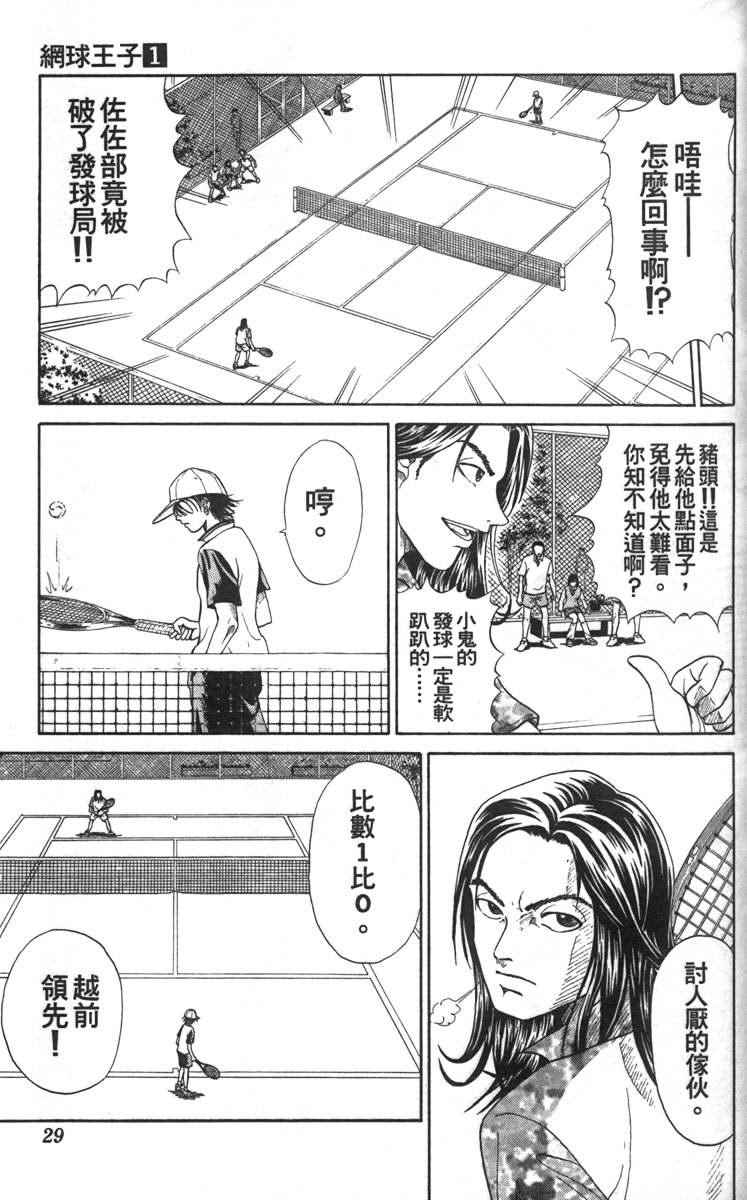 網球王子1
唔哇——
怎麼回事啊!?
佐佐部竟被
破了發球局!!
豬頭!!這是
先給他點面子，
免得他太難看。
你知不知道啊?
小鬼的
發球一定是軟
趴趴的……
哼。
討人厭的傢伙。
比數1比0。
越前
領先!
29